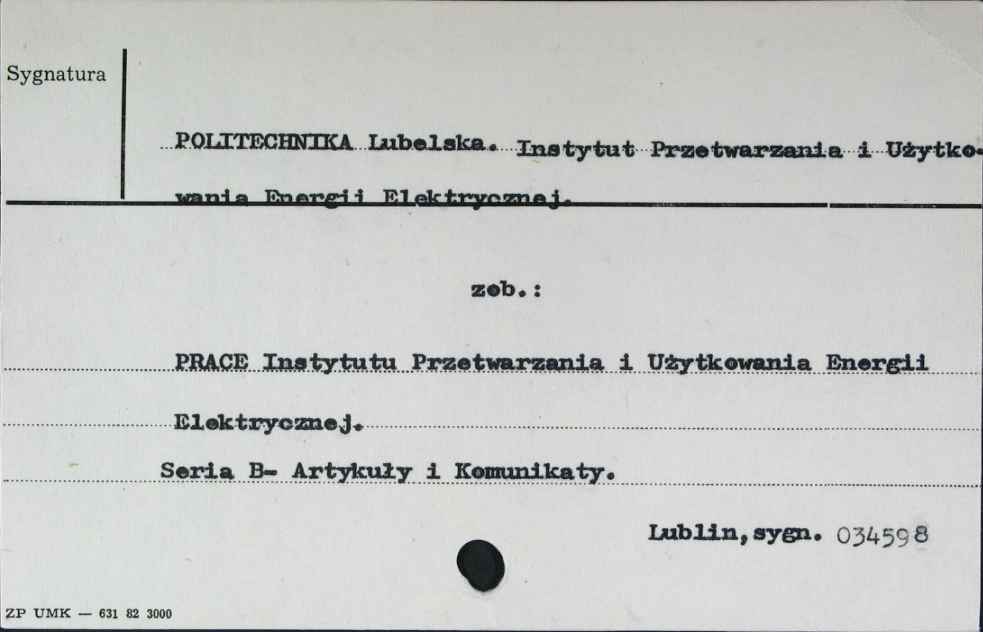 Sygnatura
POLITECHNIKA Lubelska. Instytut Przetwarzania i Użytko-
wania Energii Elektrycznej.
zob.:
PRACE Instytutu Przetwarzania i Użytkowania Energii
Elektrycznej.
Seria B- Artykuły i Komunikaty.
Lublin,sygn. 034598
ZP UMK — 631 82 3000